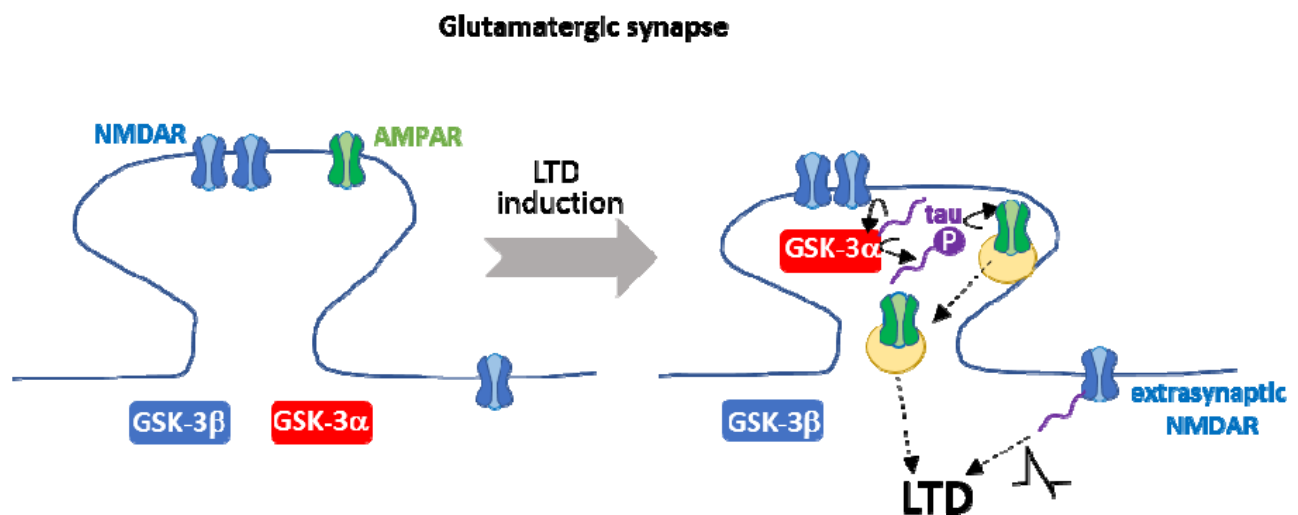 Glutamatergic synapse
NMDAR
AMPAR
LTD
induction
GSK-3β
GSK-3α
tau
P
GSK-3α
GSK-3β
extrasynaptic
NMDAR
LTD